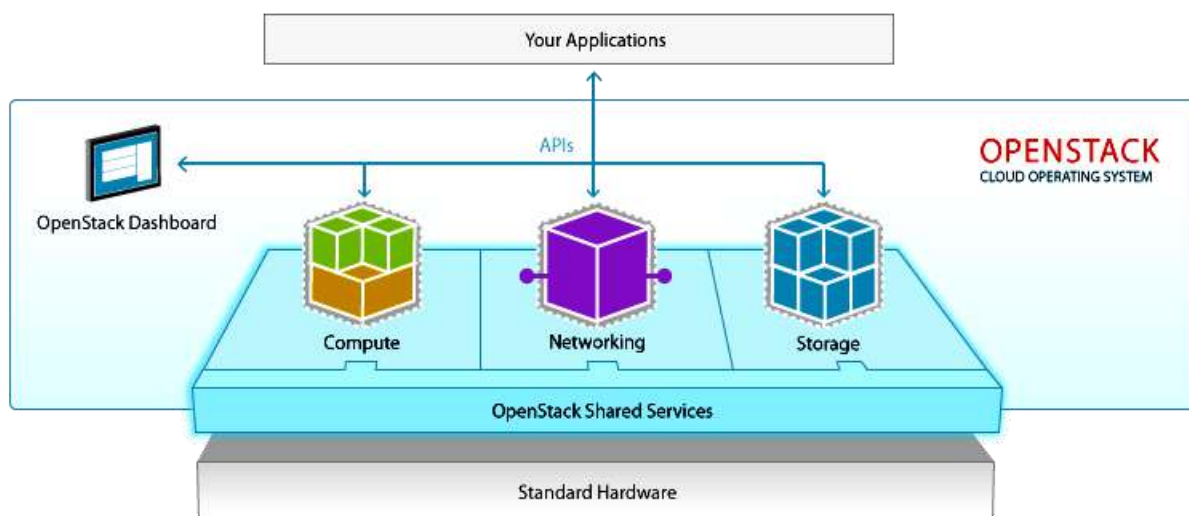 Your Applications
APIs
OPENSTACK
CLOUD OPERATING SYSTEM
OpenStack Dashboard
Compute
Networking
Storage
OpenStack Shared Services
Standard Hardware